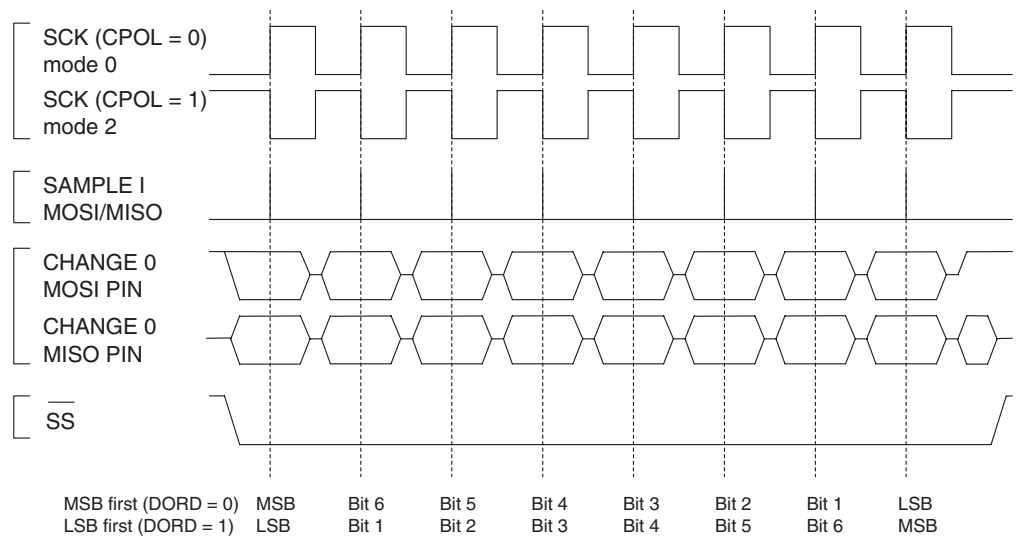 SCK (CPOL = 0)
mode 0
SCK (CPOL = 1)
mode 2
SAMPLE I
MOSI/MISO
CHANGE 0
MOSI PIN
CHANGE 0
MISO PIN
SS
MSB first (DORD = 0) MSB Bit 6 Bit 5 Bit 4 Bit 3 Bit 2 Bit 1 LSB
LSB first (DORD = 1) LSB Bit 1 Bit 2 Bit 3 Bit 4 Bit 5 Bit 6 MSB